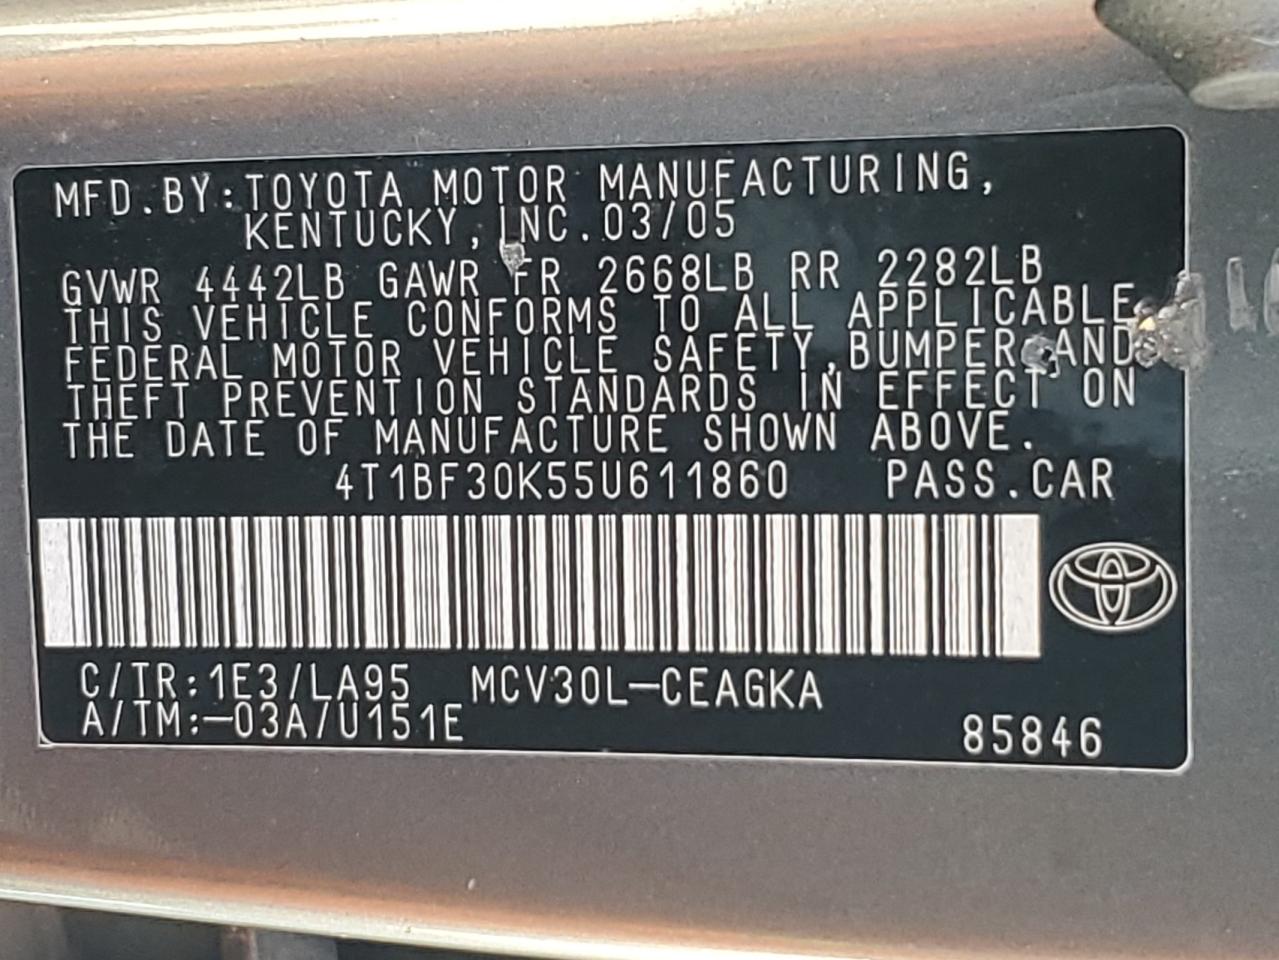 MFD.BY:TOYOTA MOTOR MANUFACTURING,
KENTUCKY,INC.03/05
GVWR 4442LB GAWR FR 2668LB RR 2282LB
THIS VEHICLE CONFORMS TO ALL APPLICABLE
FEDERAL MOTOR VEHICLE SAFETY,BUMPER AND
THEFT PREVENTION STANDARDS IN EFFECT ON
THE DATE OF MANUFACTURE SHOWN ABOVE.
4T1BF30K55U611860 PASS.CAR
C/TR:1E3/LA95 MCV30L-CEAGKA
A/TM:-03A/U151E
85846